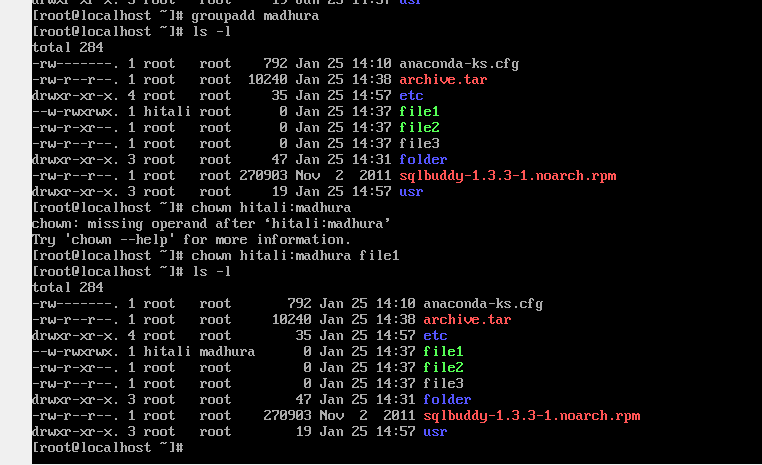 [root@localhost ~]# groupadd madhura
[root@localhost ~]# ls -l
total 284
-rw-------. 1 root   root      792 Jan 25 14:10 anaconda-ks.cfg
-rw-r--r--. 1 root   root    10240 Jan 25 14:38 archive.tar
drwxr-xr-x. 4 root   root       35 Jan 25 14:57 etc
--w-rwxrwx. 1 hitali root        0 Jan 25 14:37 file1
-rw-r-xr--. 1 root   root        0 Jan 25 14:37 file2
-rw-r--r--. 1 root   root        0 Jan 25 14:37 file3
drwxr-xr-x. 3 root   root       47 Jan 25 14:31 folder
-rw-r--r--. 1 root   root   270903 Nov  2  2011 sqlbuddy-1.3.3-1.noarch.rpm
drwxr-xr-x. 3 root   root       19 Jan 25 14:57 usr
[root@localhost ~]# chown hitali:madhura
chown: missing operand after ‘hitali:madhura’
Try 'chown --help' for more information.
[root@localhost ~]# chown hitali:madhura file1
[root@localhost ~]# ls -l
total 284
-rw-------. 1 root   root       792 Jan 25 14:10 anaconda-ks.cfg
-rw-r--r--. 1 root   root     10240 Jan 25 14:38 archive.tar
drwxr-xr-x. 4 root   root        35 Jan 25 14:57 etc
--w-rwxrwx. 1 hitali madhura      0 Jan 25 14:37 file1
-rw-r-xr--. 1 root   root         0 Jan 25 14:37 file2
-rw-r--r--. 1 root   root         0 Jan 25 14:37 file3
drwxr-xr-x. 3 root   root        47 Jan 25 14:31 folder
-rw-r--r--. 1 root   root    270903 Nov  2  2011 sqlbuddy-1.3.3-1.noarch.rpm
drwxr-xr-x. 3 root   root        19 Jan 25 14:57 usr
[root@localhost ~]#